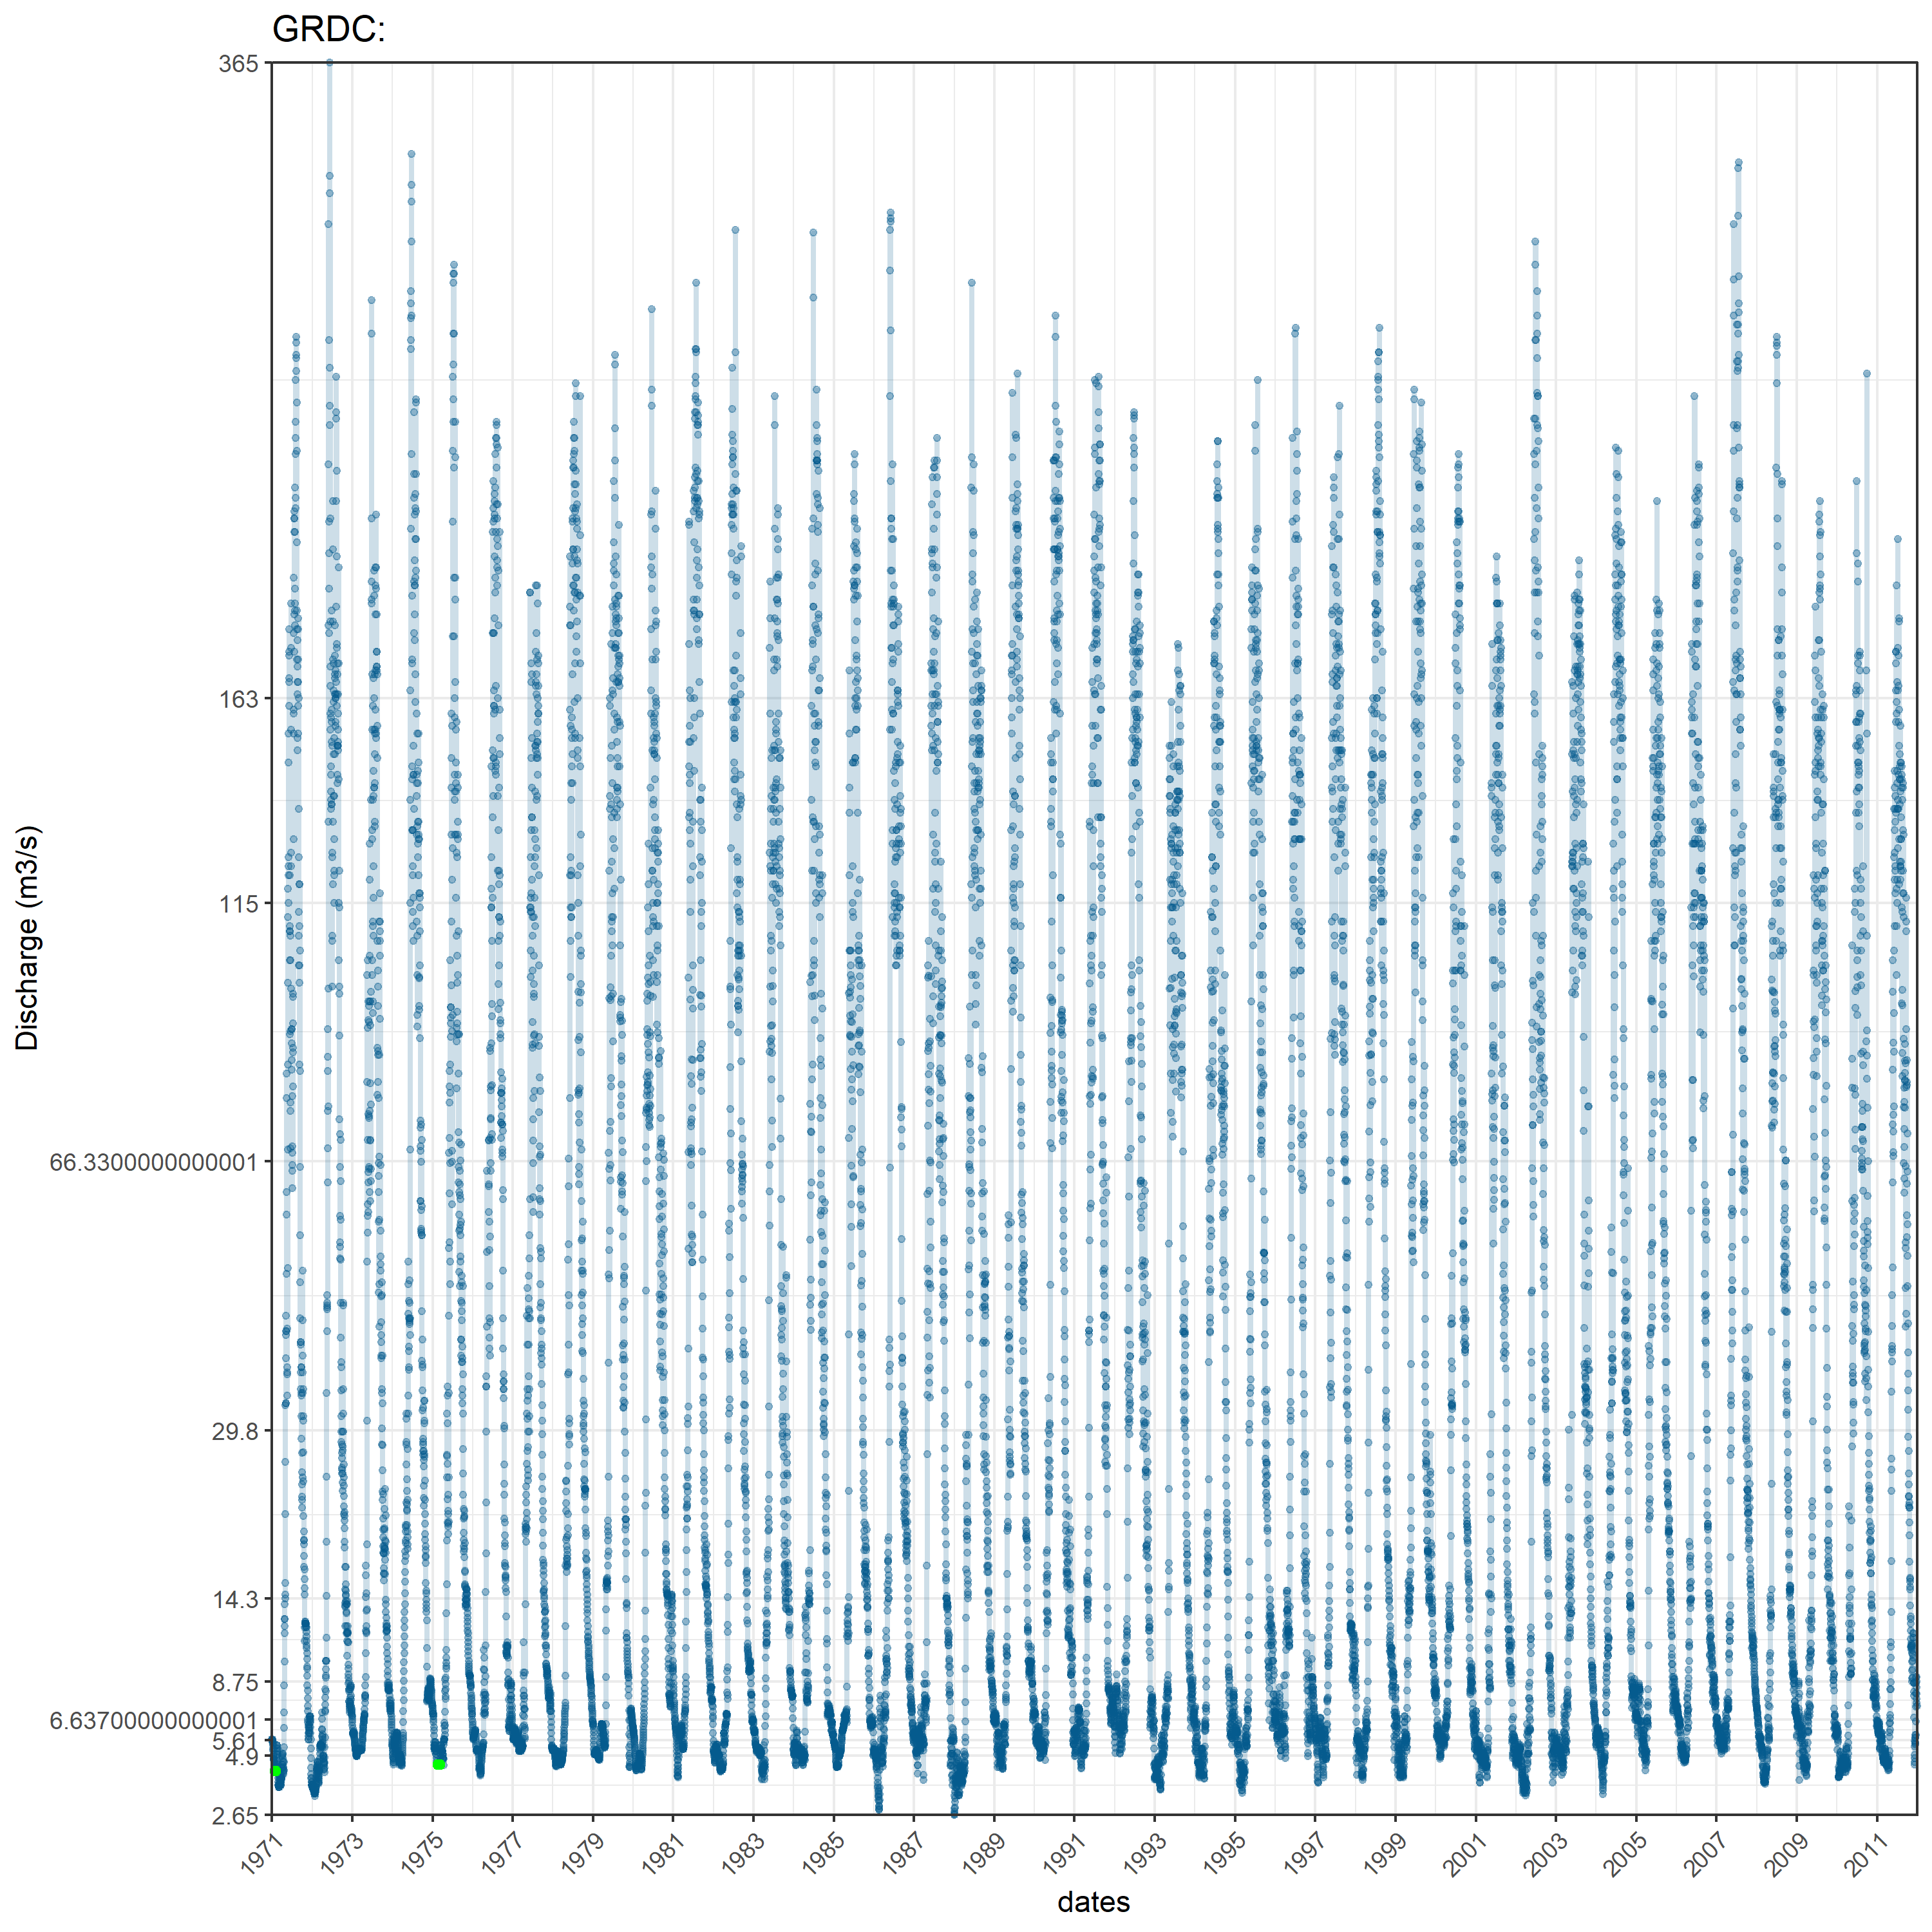 GRDC:
365
163
115
66.3300000000001
29.8
14.3
8.75
6.63700000000001
5.61
4.9
2.65
Discharge (m3/s)
1971 1973 1975 1977 1979 1981 1983 1985 1987 1989 1991 1993 1995 1997 1999 2001 2003 2005 2007 2009 2011
dates